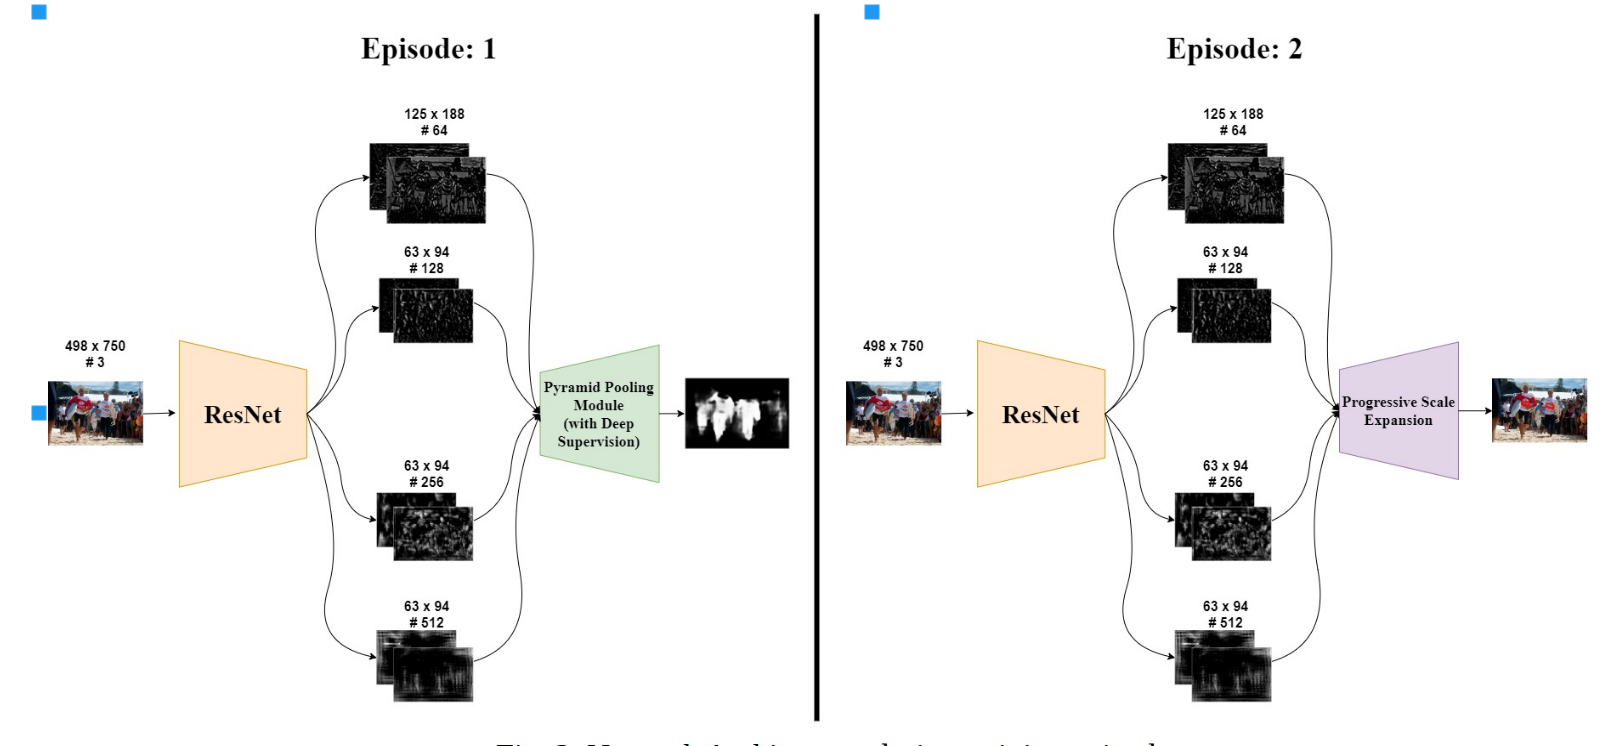 Episode: 1
125 x 188
# 64
63 x 94
# 128
498 x 750
# 3
ResNet
Pyramid Pooling
Module
(with Deep
Supervision)
63 x 94
# 256
63 x 94
# 512
Episode: 2
125 x 188
# 64
63 x 94
# 128
498 x 750
# 3
ResNet
Progressive Scale
Expansion
63 x 94
# 256
63 x 94
# 512